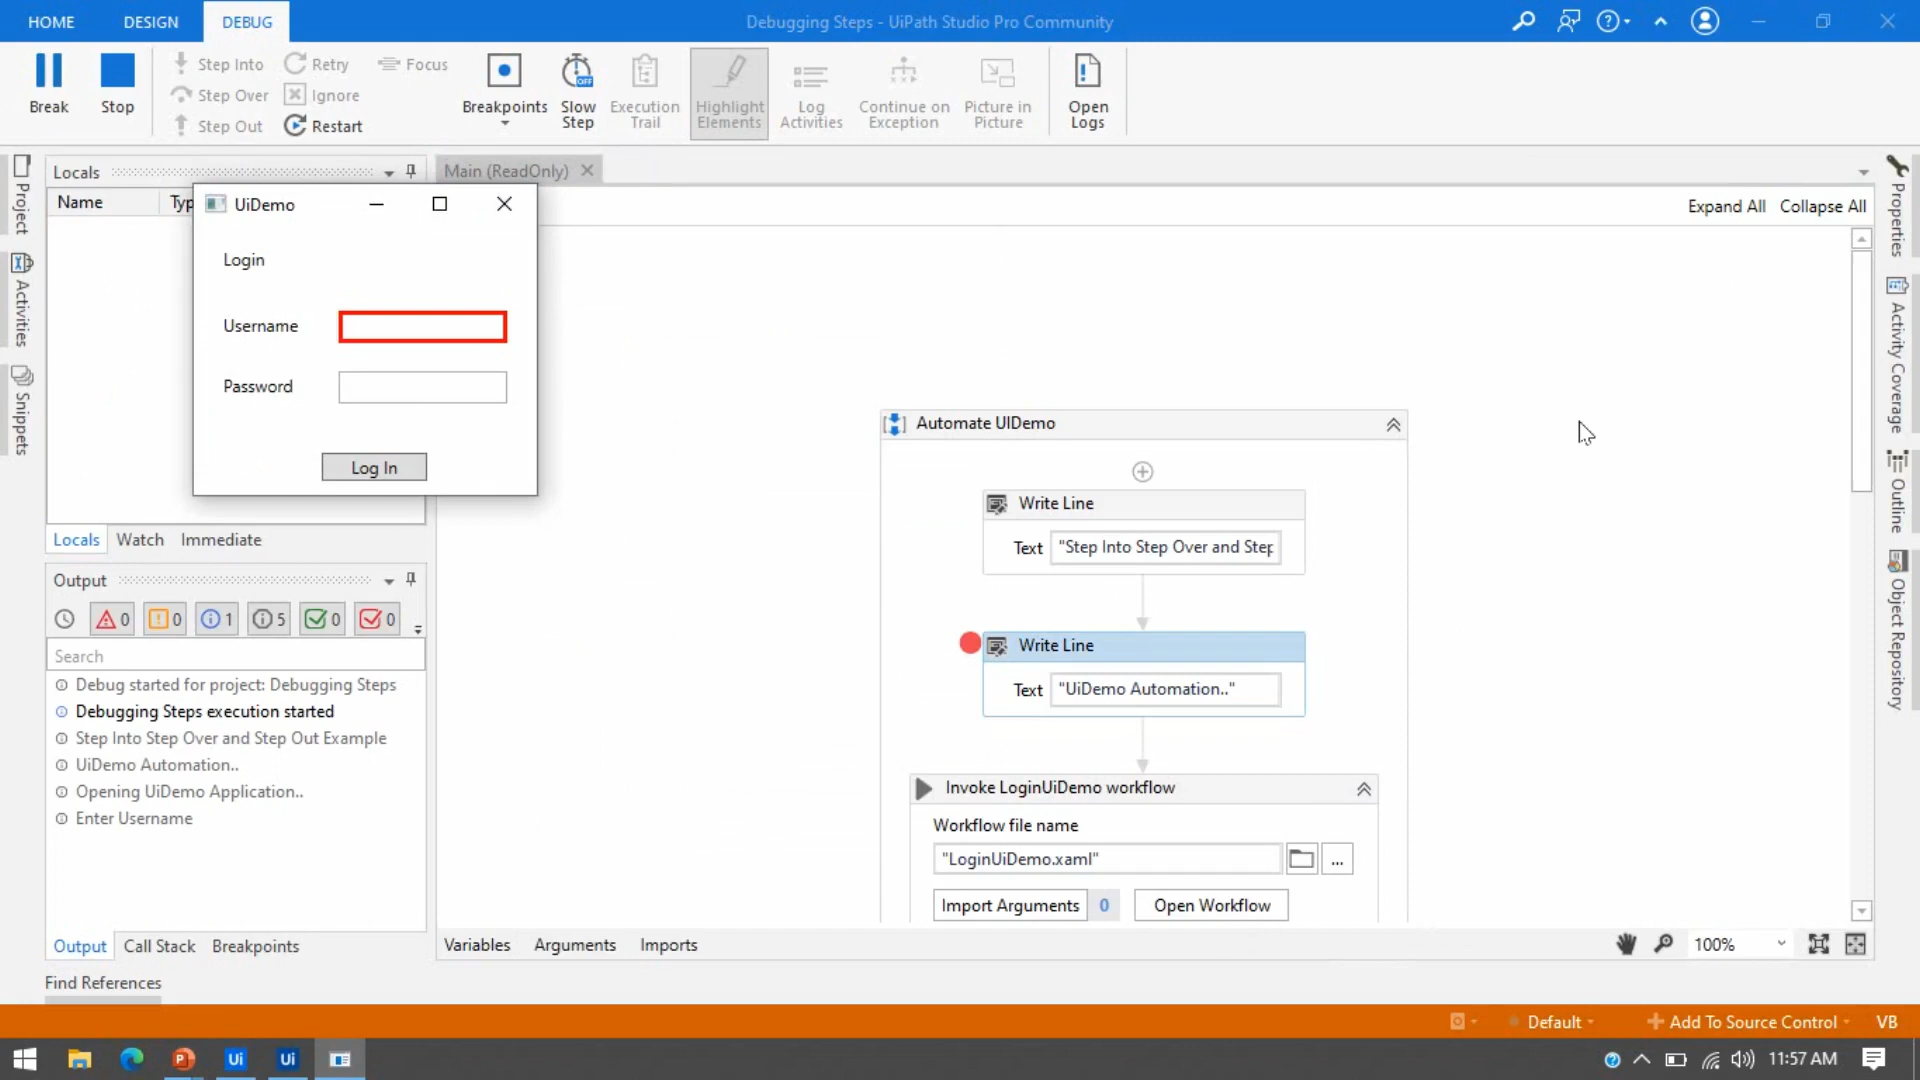 HOME DESIGN DEBUG Debugging Steps - UiPath Studio Pro Community
Break
Stop
Step Into
Step Over
Step Out
Retry
Ignore
Restart
Focus
Breakpoints
Slow
Step
OFF
Execution
Trail
Highlight
Elements
Log
Activities
Continue on
Exception
Picture in
Picture
Open
Logs
Project
Activities
Snippets
Locals
Name Typ
UiDemo
Login
Username
Password
Log In
Locals Watch Immediate
Output
0 0 1 5 0 0
Search
Debug started for project: Debugging Steps
Debugging Steps execution started
Step Into Step Over and Step Out Example
UiDemo Automation..
Opening UiDemo Application..
Enter Username
Output Call Stack Breakpoints
Find References
Main (ReadOnly)
Expand All Collapse All
Automate UIDemo
Write Line
Text "Step Into Step Over and Step
Write Line
Text "UiDemo Automation.."
Invoke LoginUiDemo workflow
Workflow file name
"LoginUiDemo.xaml"
...
Import Arguments 0 Open Workflow
Variables Arguments Imports
100%
Properties
Activity Coverage
Outline
Object Repository
Default
Add To Source Control
VB
Ui Ui
11:57 AM